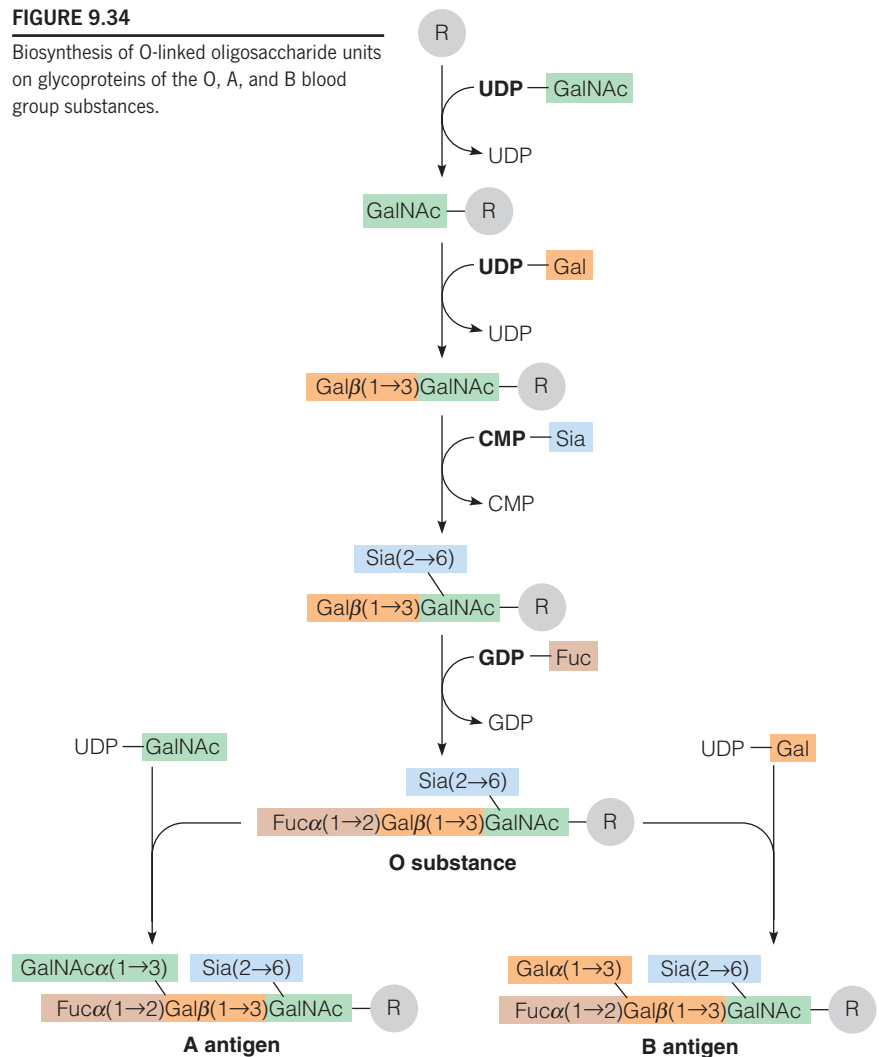 FIGURE 9.34
Biosynthesis of O-linked oligosaccharide units
on glycoproteins of the O, A, and B blood
group substances.
R
UDP GalNAc
UDP
GalNAc R
UDP Gal
UDP
Galβ(1→3)GalNAc R
CMP Sia
CMP
Sia(2→6)
Galβ(1→3)GalNAc R
GDP Fuc
GDP
UDP GalNAc
UDP Gal
Sia(2→6)
Fucα(1→2)Galβ(1→3)GalNAc R
O substance
GalNAcα(1→3) Sia(2→6)
Fucα(1→2)Galβ(1→3)GalNAc R
A antigen
Galα(1→3) Sia(2→6)
Fucα(1→2)Galβ(1→3)GalNAc R
B antigen